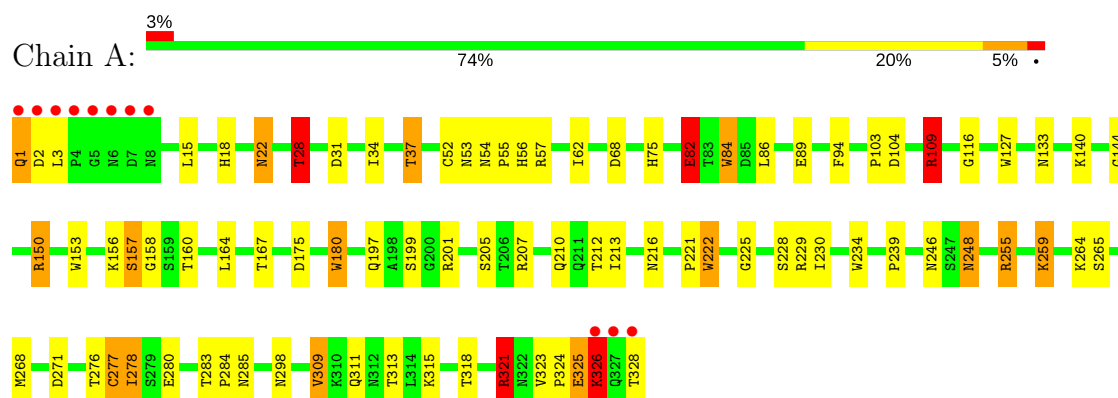 3%
Chain A:
74% 20% 5% •
Q1 D2 L3 P4 G5 N6 D7 N8 L15 H18 N22 T28 D31 I34 T37 C52 N53 N54 P55 H56 R57 I62 D68 H75 E82 T83 W84 D85 L86 E89 F94 P103 D104 R109 G116 W127 N133 K140
R150 W153 K156 S157 G158 S159 T160 L164 T167 D175 W180 Q197 A198 S199 G200 R201 S205 T206 R207 Q210 Q211 T212 I213 N216 P221 W222 G225 S228 R229 I230 W234 P239 N246 S247 N248 R255 K259 K264 S265
M268 D271 T276 C277 I278 S279 E280 T283 P284 N285 N298 V309 K310 Q311 N312 T313 L314 K315 T318 R321 N322 V323 P324 E325 K326 Q327 T328